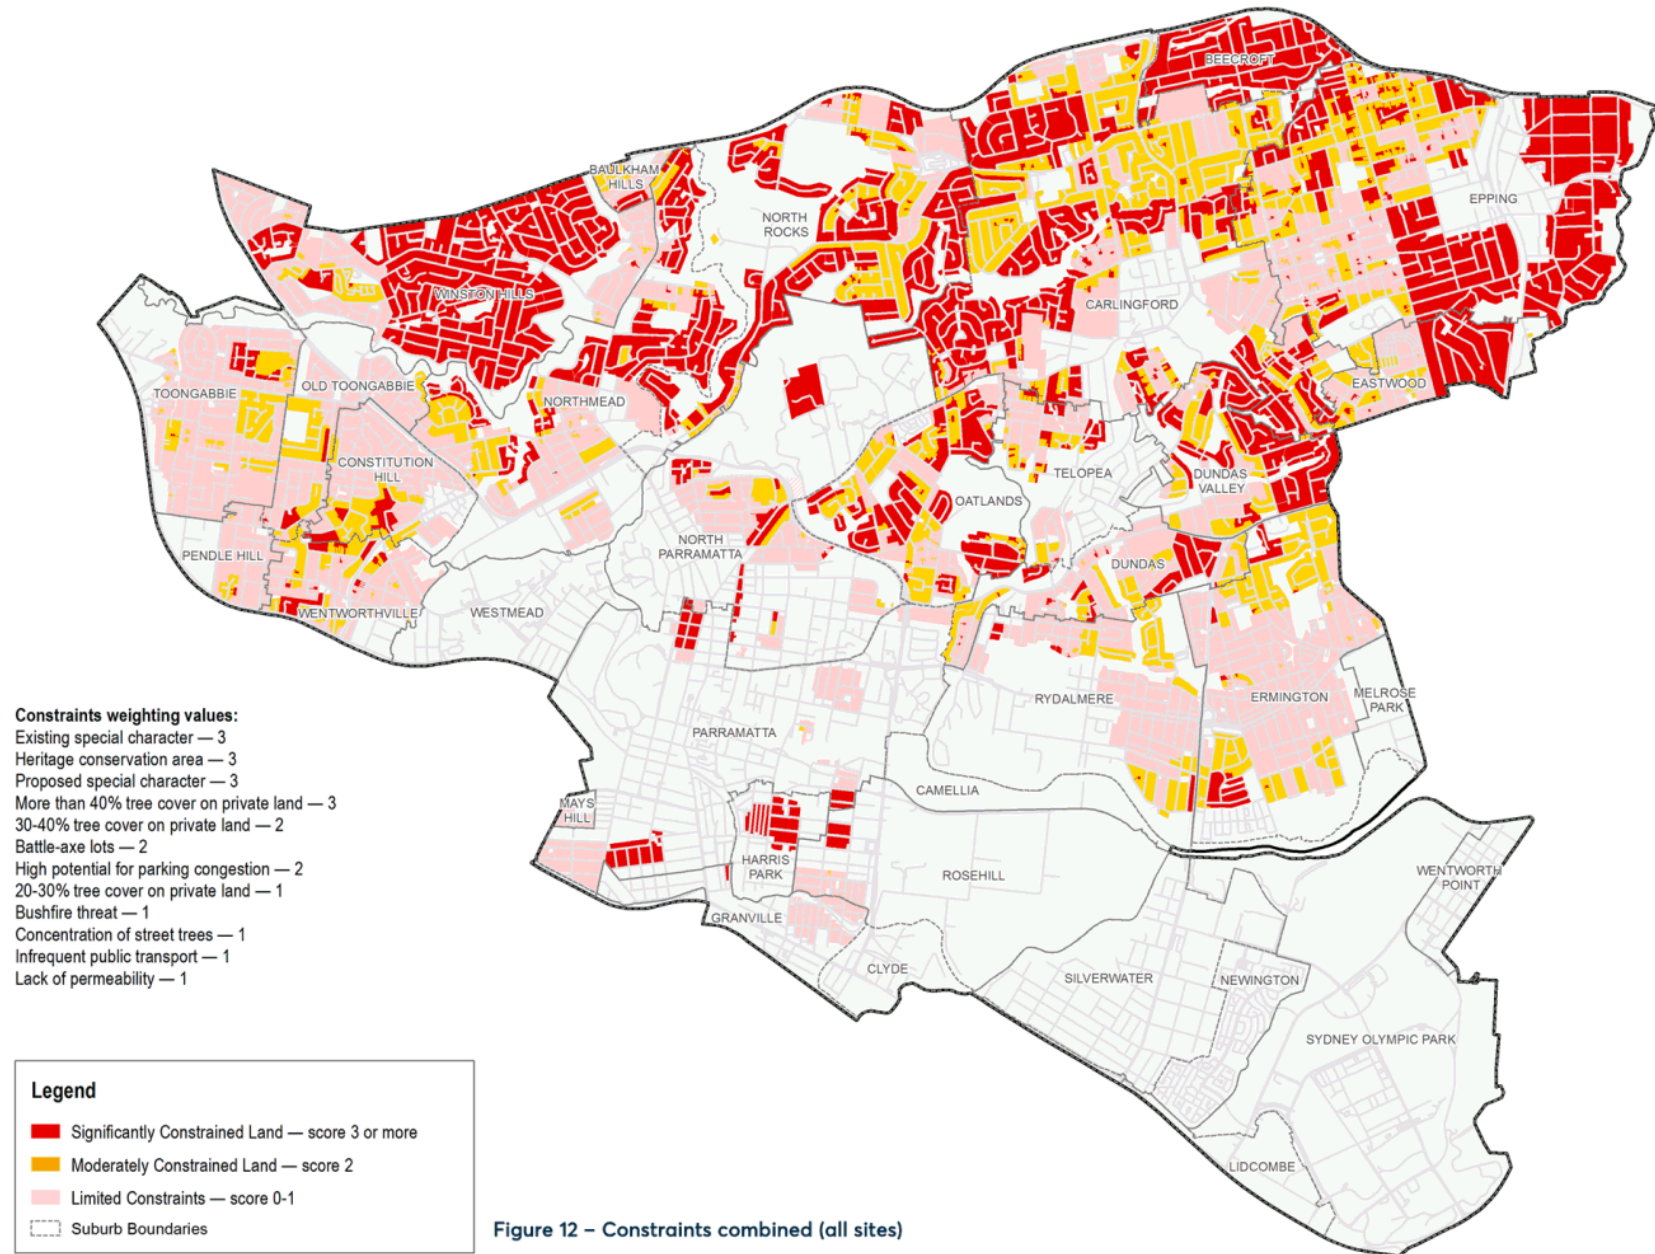 BEECROFT
BAULKHAM
HILLS
NORTH
ROCKS
EPPING
WINSTON HILLS
CARLINGFORD
TOONGABBIE
OLD TOONGABBIE
NORTHMEAD
EASTWOOD
CONSTITUTION
HILL
TELOPEA
DUNDAS
VALLEY
OATLANDS
PENDLE HILL
NORTH
PARRAMATTA
DUNDAS
WENTWORTHVILLE
WESTMEAD
RYDALMERE
ERMINGTON
MELROSE
PARK
PARRAMATTA
CAMELLIA
MAYS
HILL
HARRIS
PARK
ROSEHILL
WENTWORTH
POINT
GRANVILLE
CLYDE
SILVERWATER
NEWINGTON
SYDNEY OLYMPIC PARK
LIDCOMBE
Constraints weighting values:
Existing special character — 3
Heritage conservation area — 3
Proposed special character — 3
More than 40% tree cover on private land — 3
30-40% tree cover on private land — 2
Battle-axe lots — 2
High potential for parking congestion — 2
20-30% tree cover on private land — 1
Bushfire threat — 1
Concentration of street trees — 1
Infrequent public transport — 1
Lack of permeability — 1
Legend
Significantly Constrained Land — score 3 or more
Moderately Constrained Land — score 2
Limited Constraints — score 0-1
Suburb Boundaries
Figure 12 – Constraints combined (all sites)